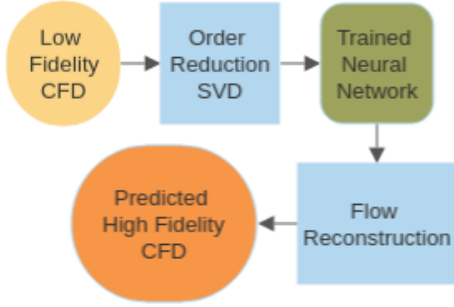 Low
Fidelity
CFD
Order
Reduction
SVD
Trained
Neural
Network
Flow
Reconstruction
Predicted
High Fidelity
CFD